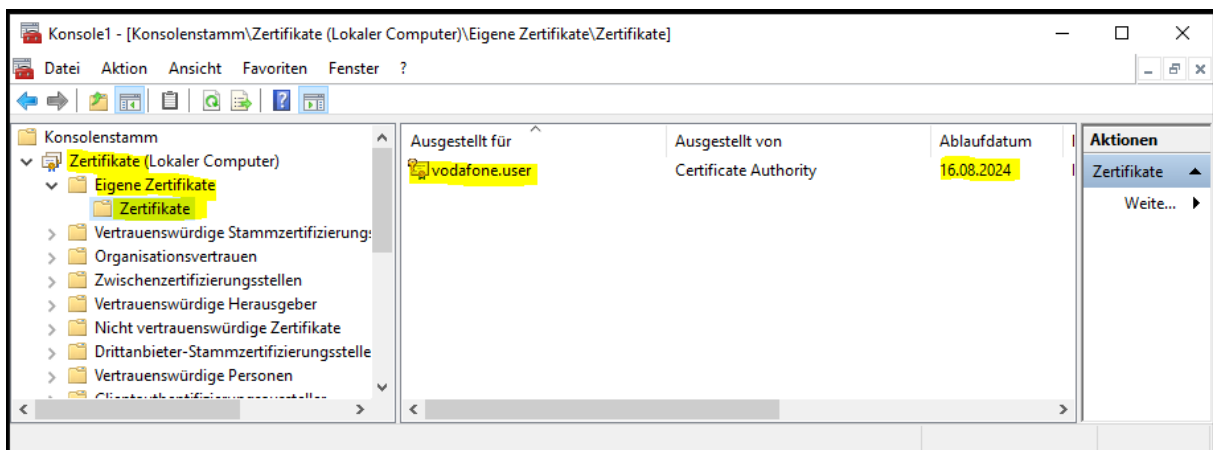 Konsole1 - [Konsolenstamm\Zertifikate (Lokaler Computer)\Eigene Zertifikate\Zertifikate]
Datei Aktion Ansicht Favoriten Fenster ?
Konsolenstamm
Zertifikate (Lokaler Computer)
Eigene Zertifikate
Zertifikate
Vertrauenswürdige Stammzertifizierung
Organisationsvertrauen
Zwischenzertifizierungsstellen
Vertrauenswürdige Herausgeber
Nicht vertrauenswürdige Zertifikate
Drittanbieter-Stammzertifizierungsstelle
Vertrauenswürdige Personen
Ausgestellt für Ausgestellt von Ablaufdatum
vodafone.user Certificate Authority 16.08.2024
Aktionen
Zertifikate
Weite...